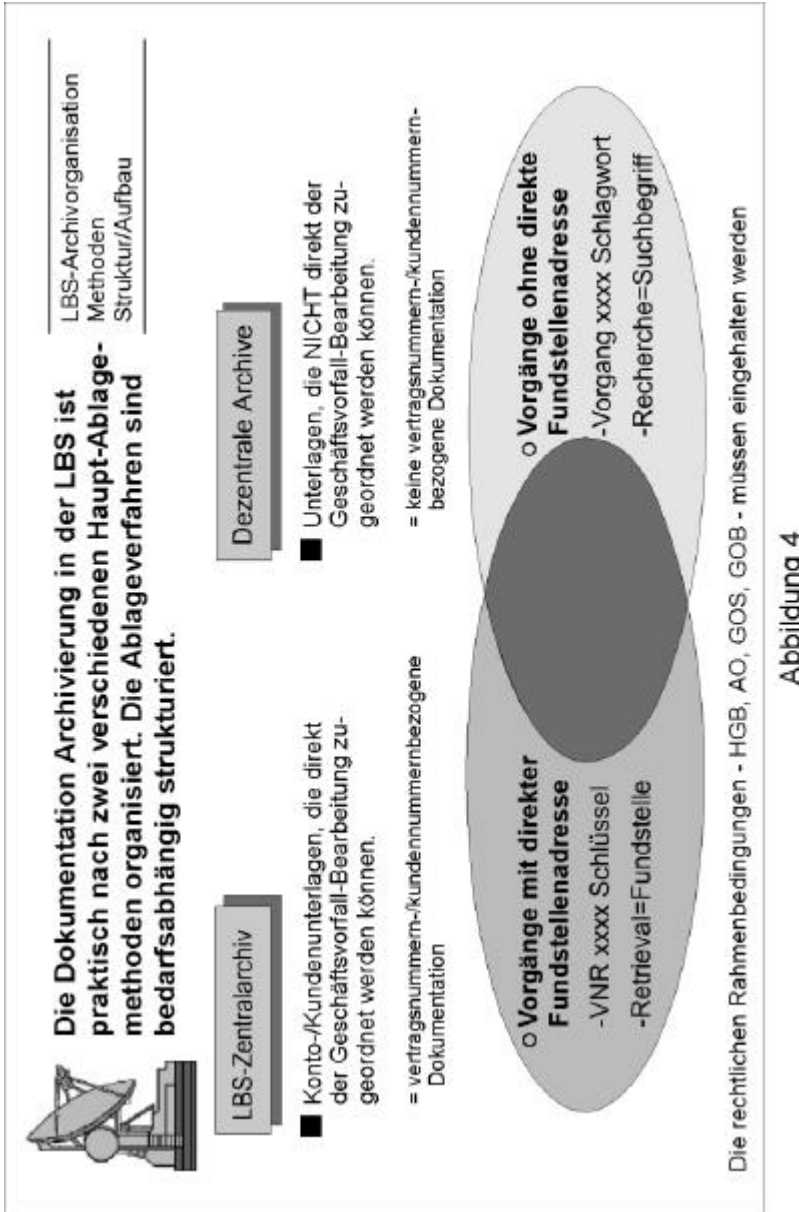 Die Dokumentation Archivierung in der LBS ist
praktisch nach zwei verschiedenen Haupt-Ablage-
methoden organisiert. Die Ablageverfahren sind
bedarfsabhängig strukturiert.
LBS-Archivorganisation
Methoden
Struktur/Aufbau
LBS-Zentralarchiv
■ Konto-/Kundenunterlagen, die direkt
der Geschäftsvorfall-Bearbeitung zu-
geordnet werden können.
= vertragsnummern-/kundennummernbezogene
Dokumentation
Dezentrale Archive
■ Unterlagen, die NICHT direkt der
Geschäftsvorfall-Bearbeitung zu-
geordnet werden können.
= keine vertragsnummern-/kundennummern-
bezogene Dokumentation
○ Vorgänge mit direkter
Fundstellenadresse
-VNR xxxx Schlüssel
-Retrieval=Fundstelle
○ Vorgänge ohne direkte
Fundstellenadresse
-Vorgang xxxx Schlagwort
-Recherche=Suchbegriff
Die rechtlichen Rahmenbedingungen - HGB, AO, GOS, GOB - müssen eingehalten werden
Abbildung 4